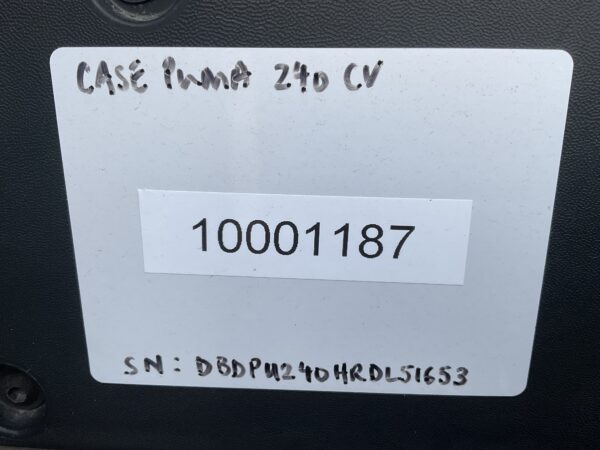 CASE PUMA 240 CV
10001187
SN: DBDPU240HRDL51653